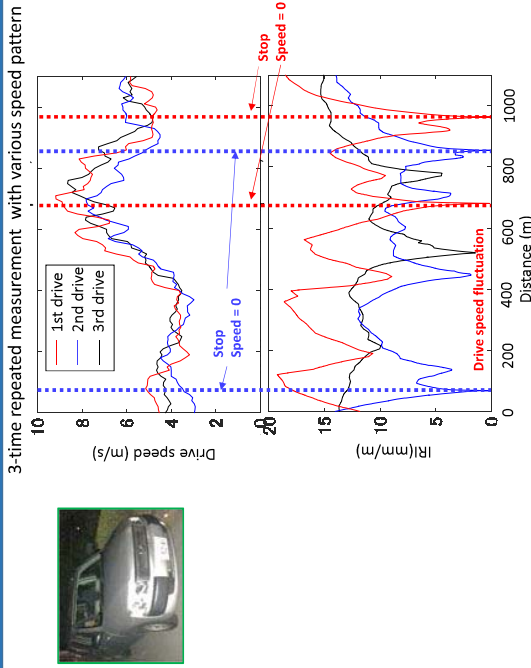 3-time repeated measurement with various speed pattern
10
8
6
4
2
0
Drive speed (m/s)
1st drive
2nd drive
3rd drive
Stop
Speed = 0
Stop
Speed = 0
20
15
10
5
0
IRI(mm/m)
Drive speed fluctuation
0
200
400
600
800
1000
Distance (m)